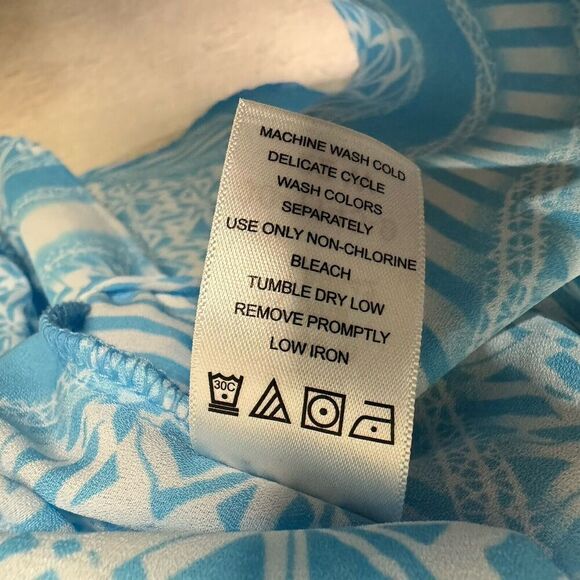 MACHINE WASH COLD
DELICATE CYCLE
WASH COLORS
SEPARATELY
USE ONLY NON-CHLORINE
BLEACH
TUMBLE DRY LOW
REMOVE PROMPTLY
LOW IRON
30C